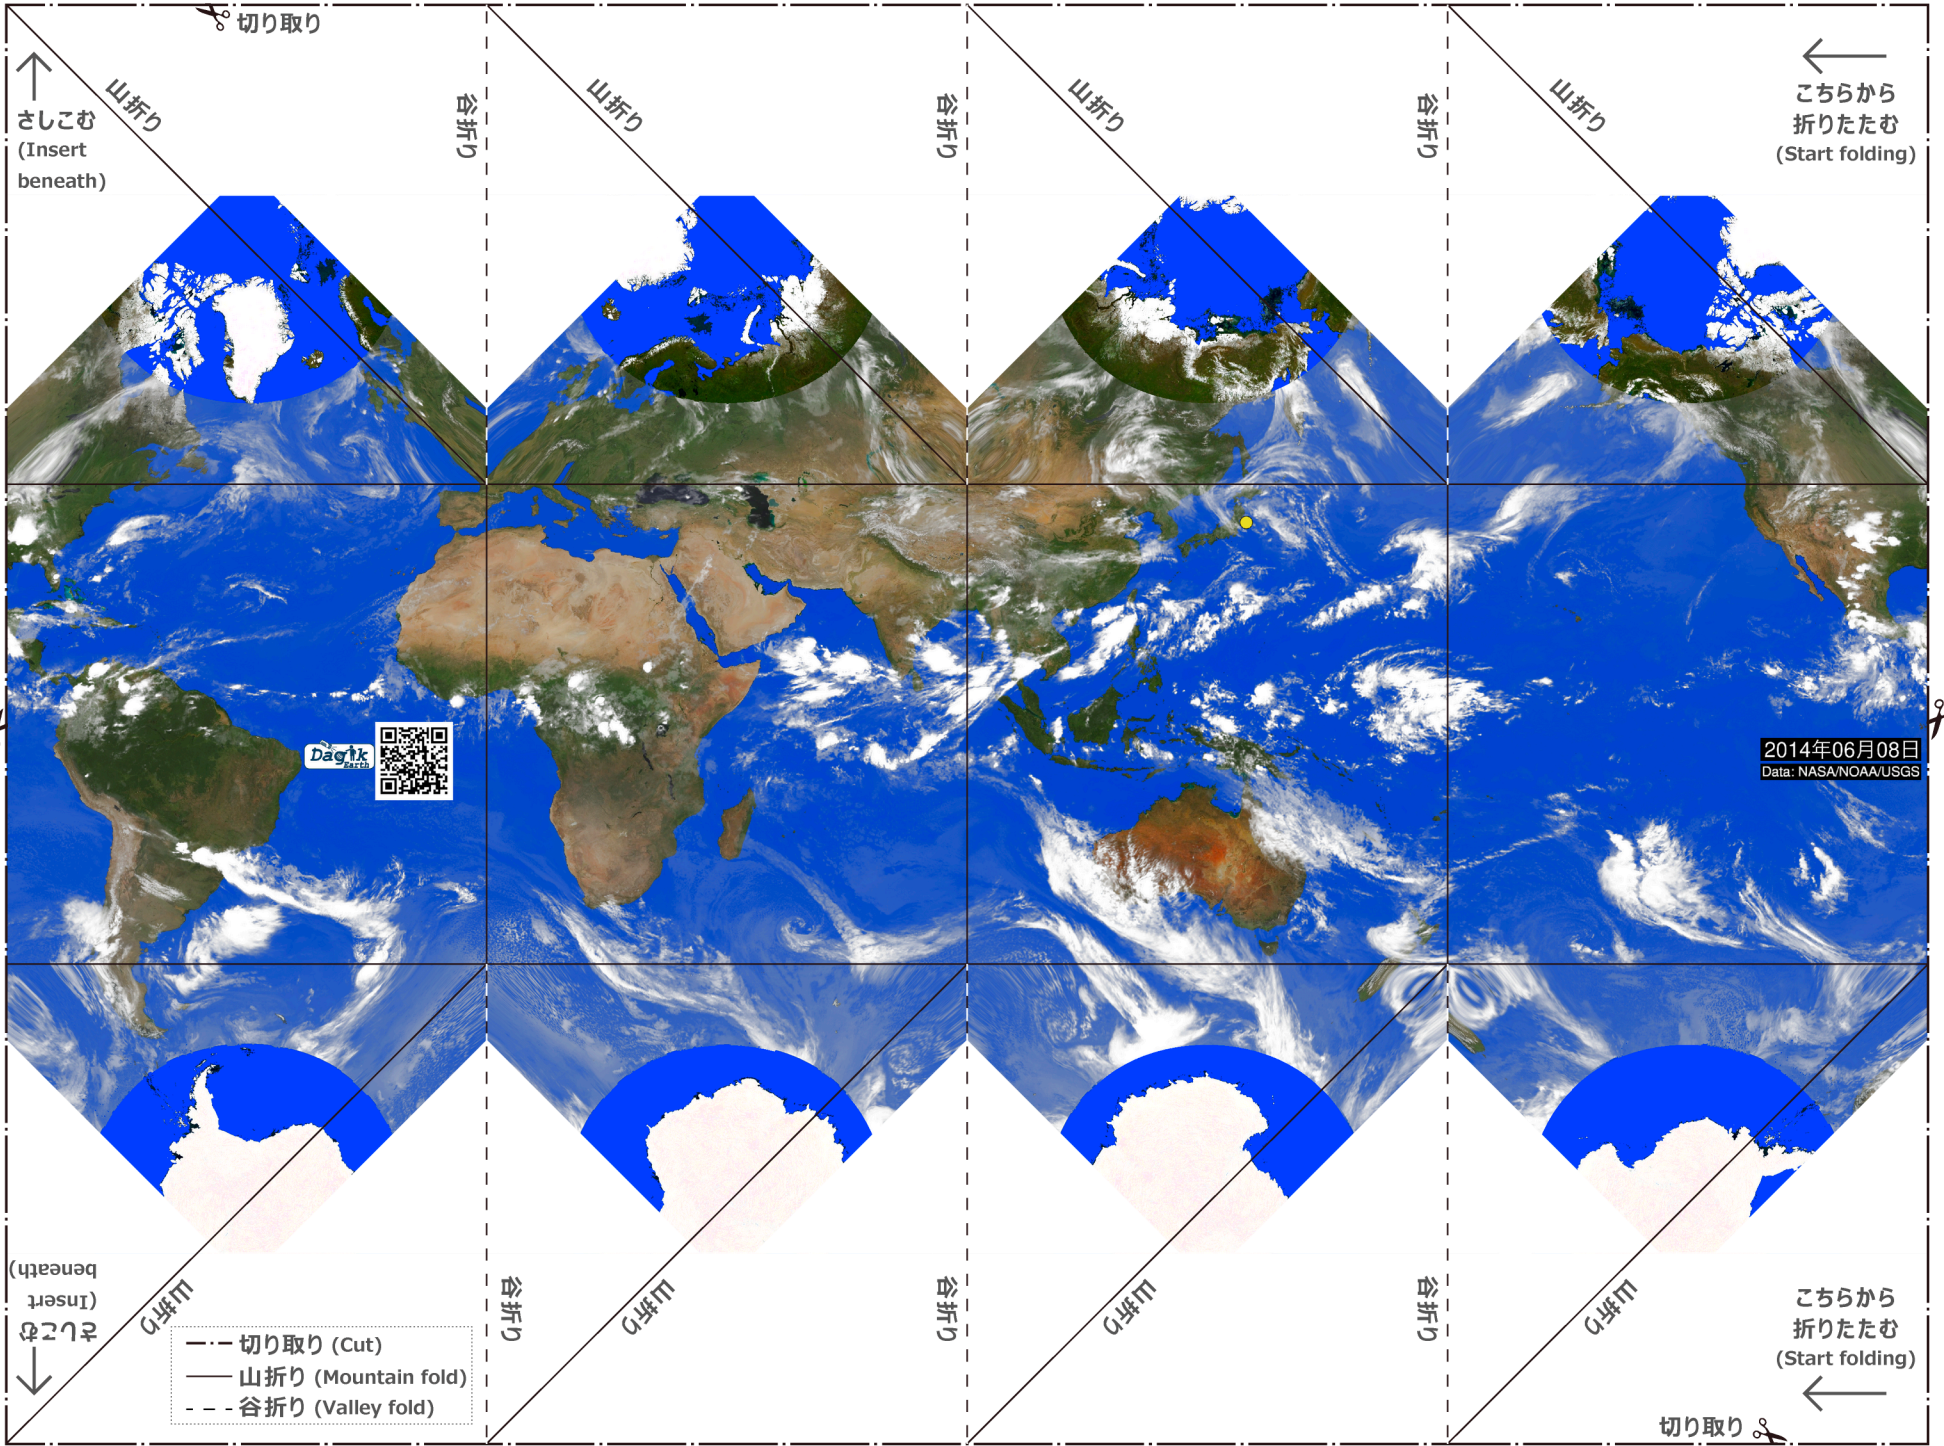 切り取り
山折り
谷折り
山折り
谷折り
山折り
谷折り
山折り
さしこむ
(Insert
beneath)
こちらから
折りたたむ
(Start folding)
Dagik
Earth
2014年06月08日
Data: NASA/NOAA/USGS
さしこむ
(Insert
beneath)
山折り
谷折り
山折り
谷折り
山折り
谷折り
山折り
こちらから
折りたたむ
(Start folding)
切り取り (Cut)
山折り (Mountain fold)
谷折り (Valley fold)
切り取り